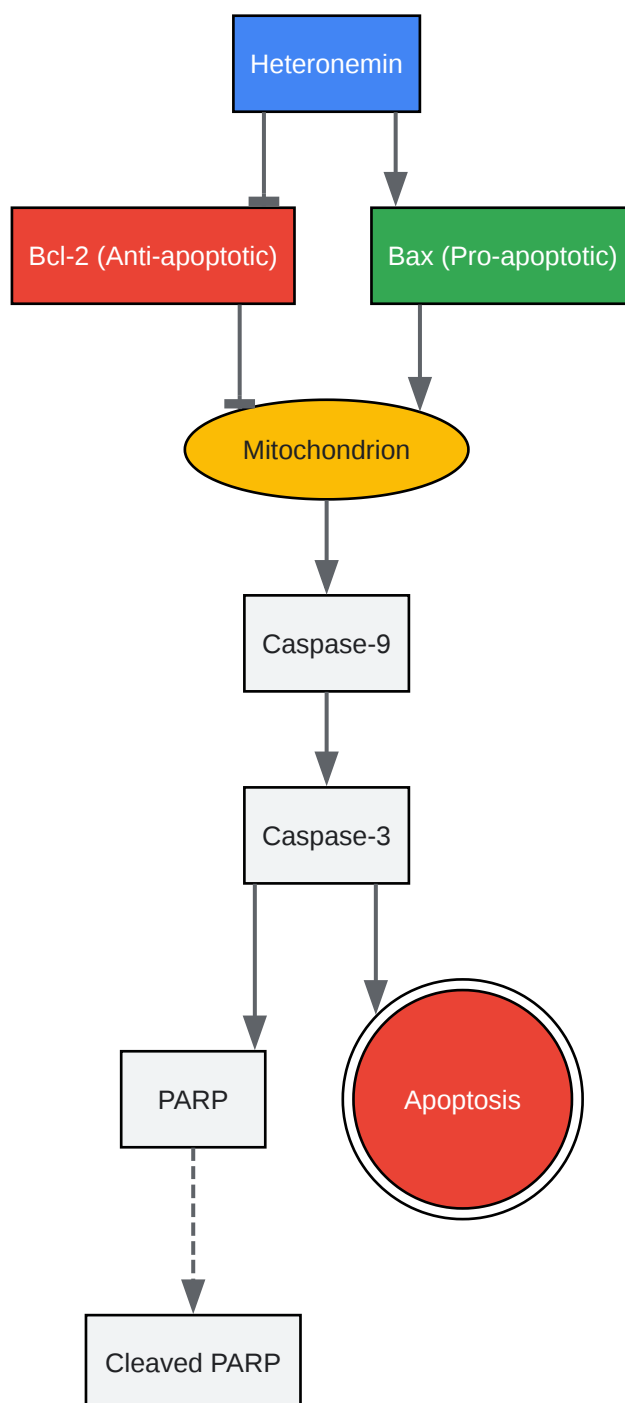 Heteronemin
Bcl-2 (Anti-apoptotic)
Bax (Pro-apoptotic)
Mitochondrion
Caspase-9
Caspase-3
PARP
Apoptosis
Cleaved PARP